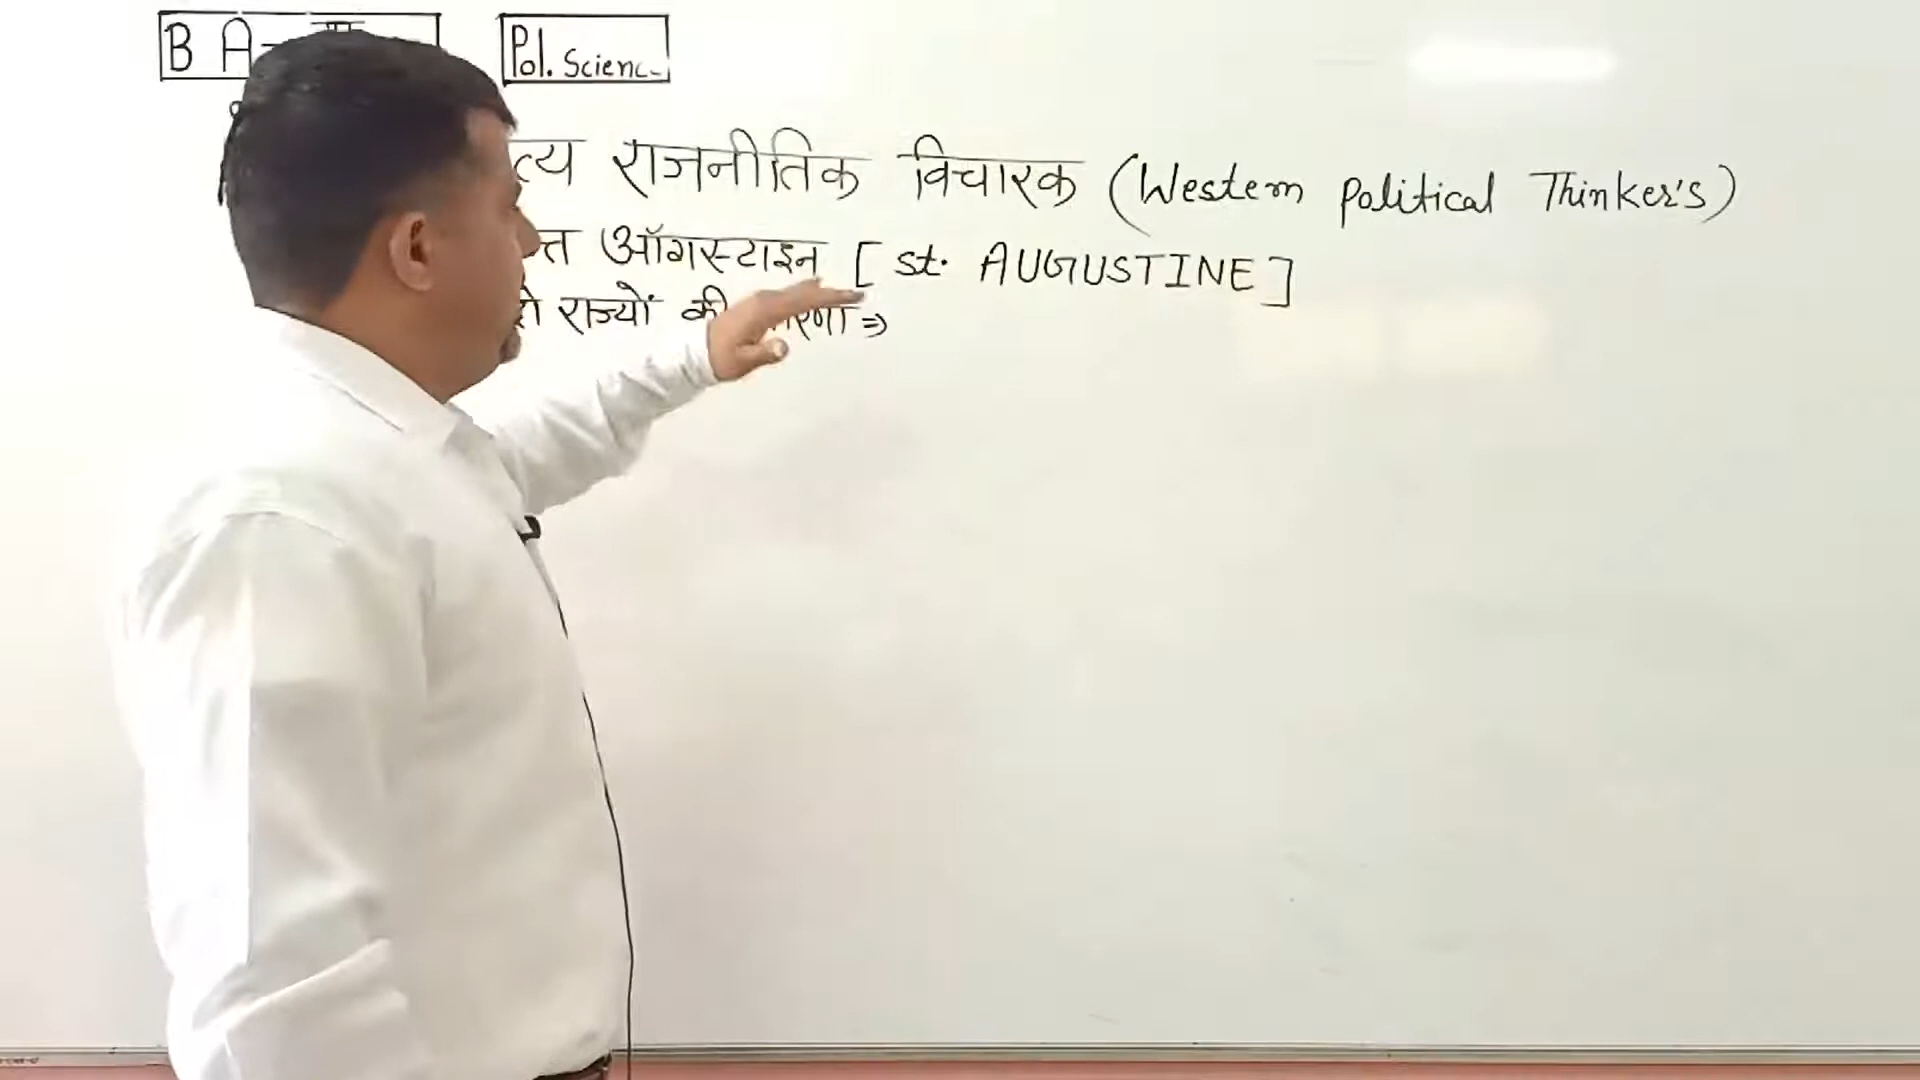 B A- Pol. Science
राजनीतिक विचारक (Western Political Thinker's)
ऑगस्टाइन [st. AUGUSTINE]
राज्यों की ⇒